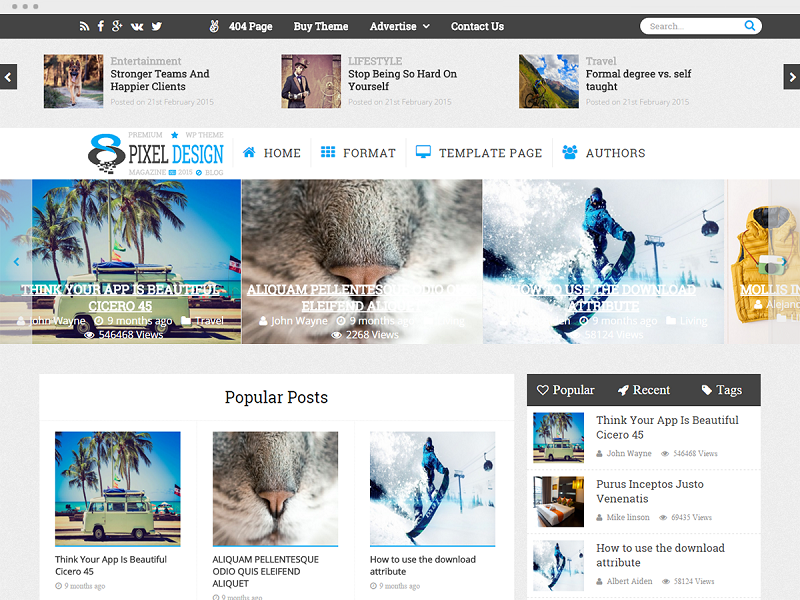 404 Page
Buy Theme
Advertise
Contact Us
Search...
Entertainment
Stronger Teams And
Happier Clients
Posted on 21st February 2015
LIFESTYLE
Stop Being So Hard On
Yourself
Posted on 21st February 2015
Travel
Formal degree vs. self
taught
Posted on 21st February 2015
PREMIUM WP THEME
8 PIXEL DESIGN
MAGAZINE 2015 BLOG
HOME
FORMAT
TEMPLATE PAGE
AUTHORS
THINK YOUR APP IS BEAUTIFUL
CICERO 45
John Wayne 9 months ago Travel
546468 Views
ALIQUAM PELLENTESQUE ODIO QUIS
ELEIFEND ALIQUET
John Wayne 9 months ago
2268 Views
HOW TO USE THE DOWNLOAD
ATTRIBUTE
9 months ago Living
58124 Views
MOLLIS IN
Alejandro
Popular Posts
Think Your App Is Beautiful
Cicero 45
9 months ago
ALIQUAM PELLENTESQUE
ODIO QUIS ELEIFEND
ALIQUET
9 months ago
How to use the download
attribute
9 months ago
Popular
Recent
Tags
Think Your App Is Beautiful
Cicero 45
John Wayne 546468 Views
Purus Inceptos Justo
Venenatis
Mike linson 69435 Views
How to use the download
attribute
Albert Aiden 58124 Views